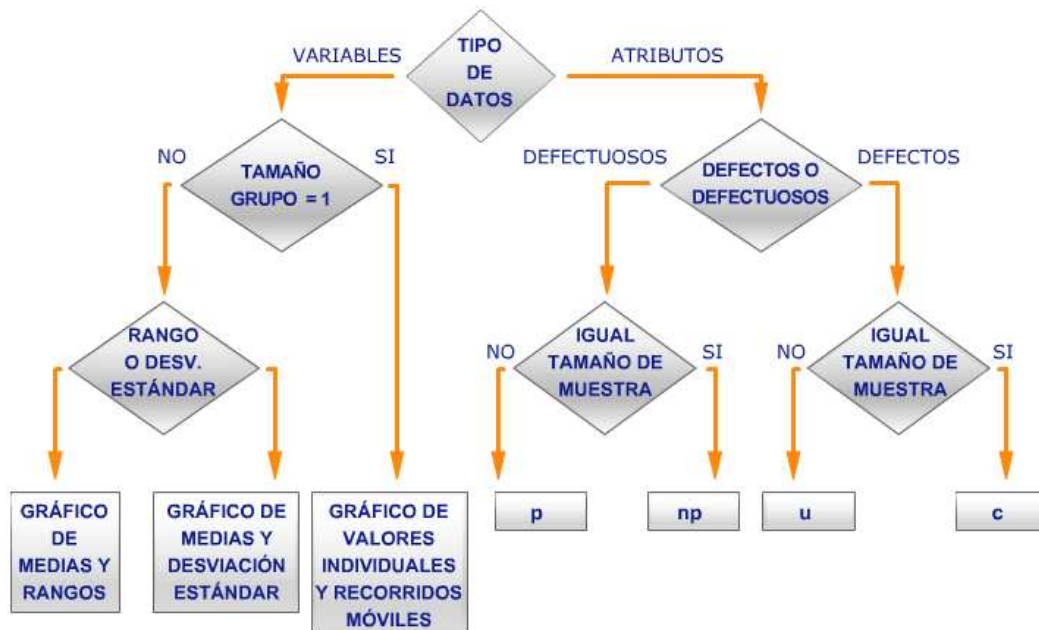 TIPO
DE
DATOS
VARIABLES
ATRIBUTOS
NO
TAMAÑO
GRUPO = 1
SI
DEFECTUOSOS
DEFECTOS O
DEFECTUOSOS
DEFECTOS
RANGO
O DESV.
ESTÁNDAR
NO
IGUAL
TAMAÑO DE
MUESTRA
SI
NO
IGUAL
TAMAÑO DE
MUESTRA
SI
GRÁFICO
DE
MEDIAS Y
RANGOS
GRÁFICO DE
MEDIAS Y
DESVIACIÓN
ESTÁNDAR
GRÁFICO DE
VALORES
INDIVIDUALES
Y RECORRIDOS
MÓVILES
p
np
u
c